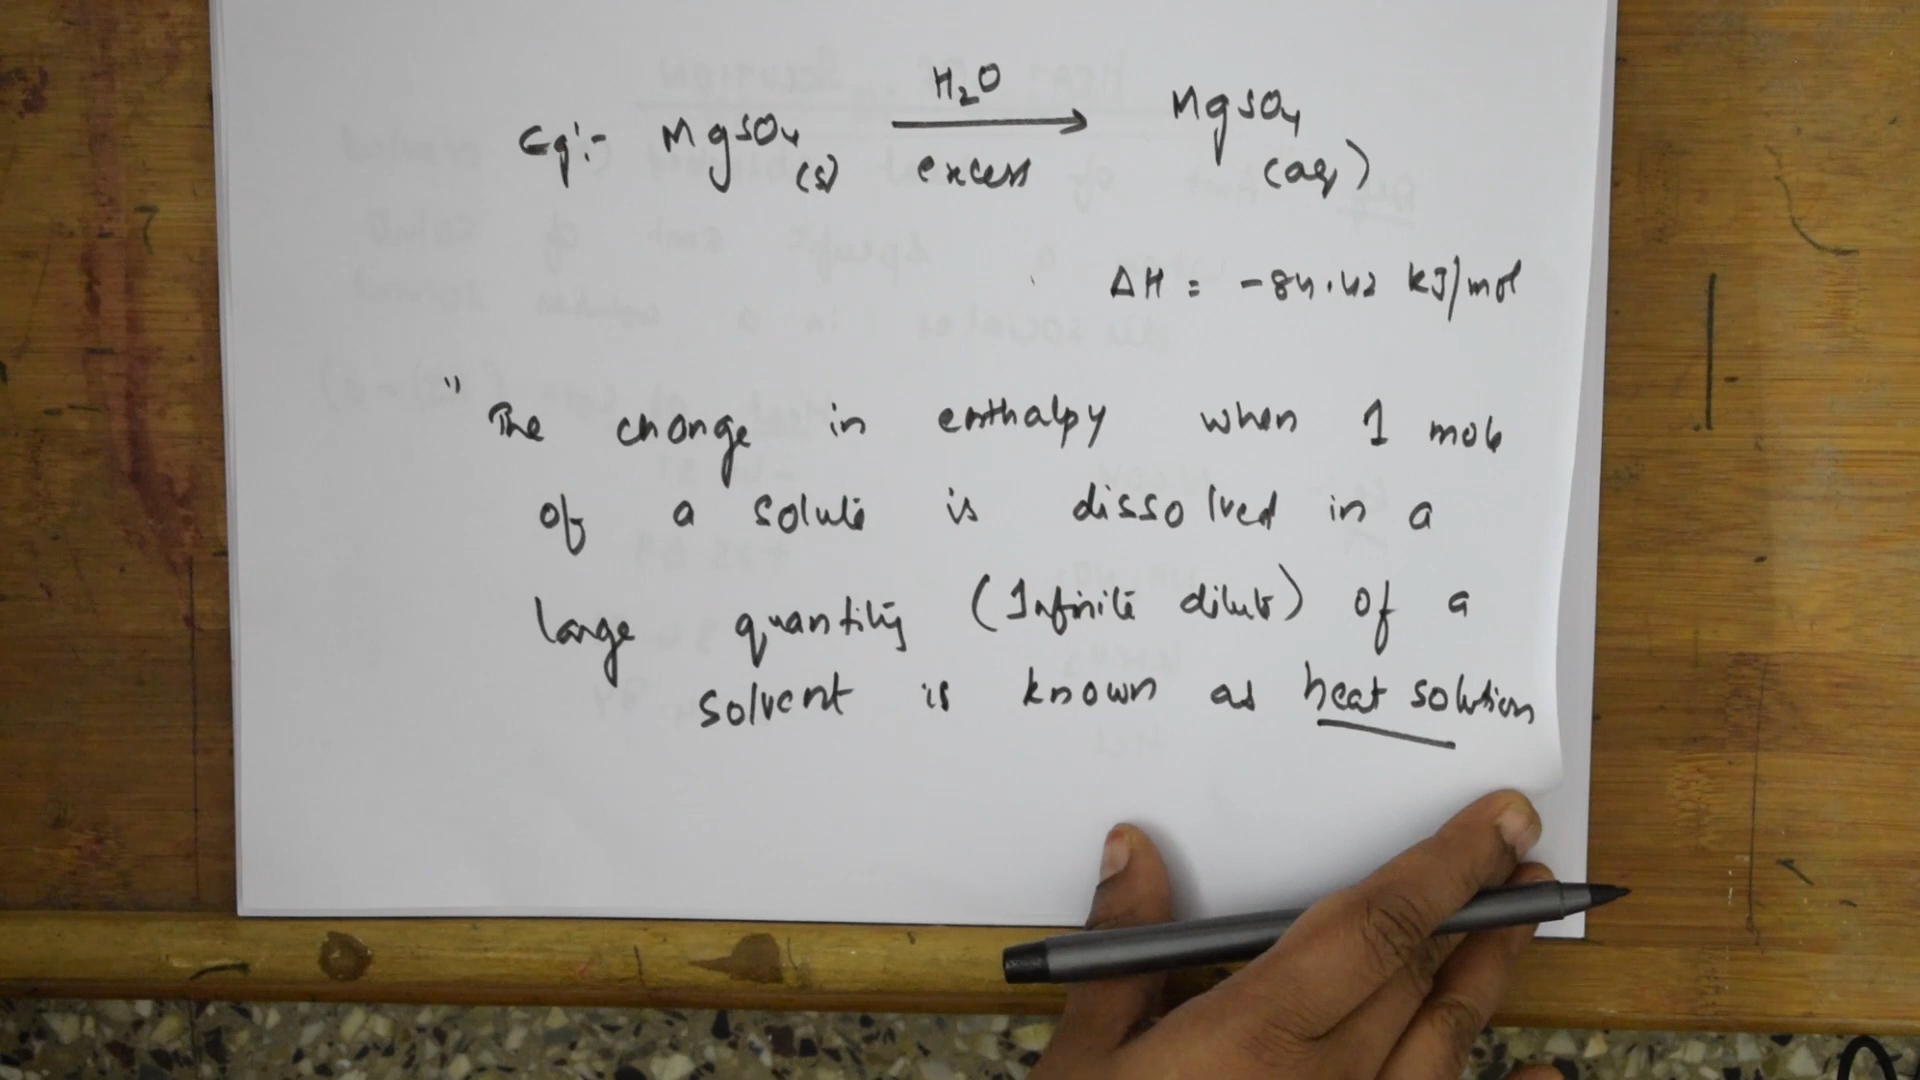 H₂O
Eg:- MgSO₄ (s) ⟶ MgSO₄ (aq)
excess
ΔH = -84.42 kJ/mol
" The change in enthalpy when 1 mole
of a solute is dissolved in a
large quantity (Infinite dilute) of a
solvent is known as heat solution